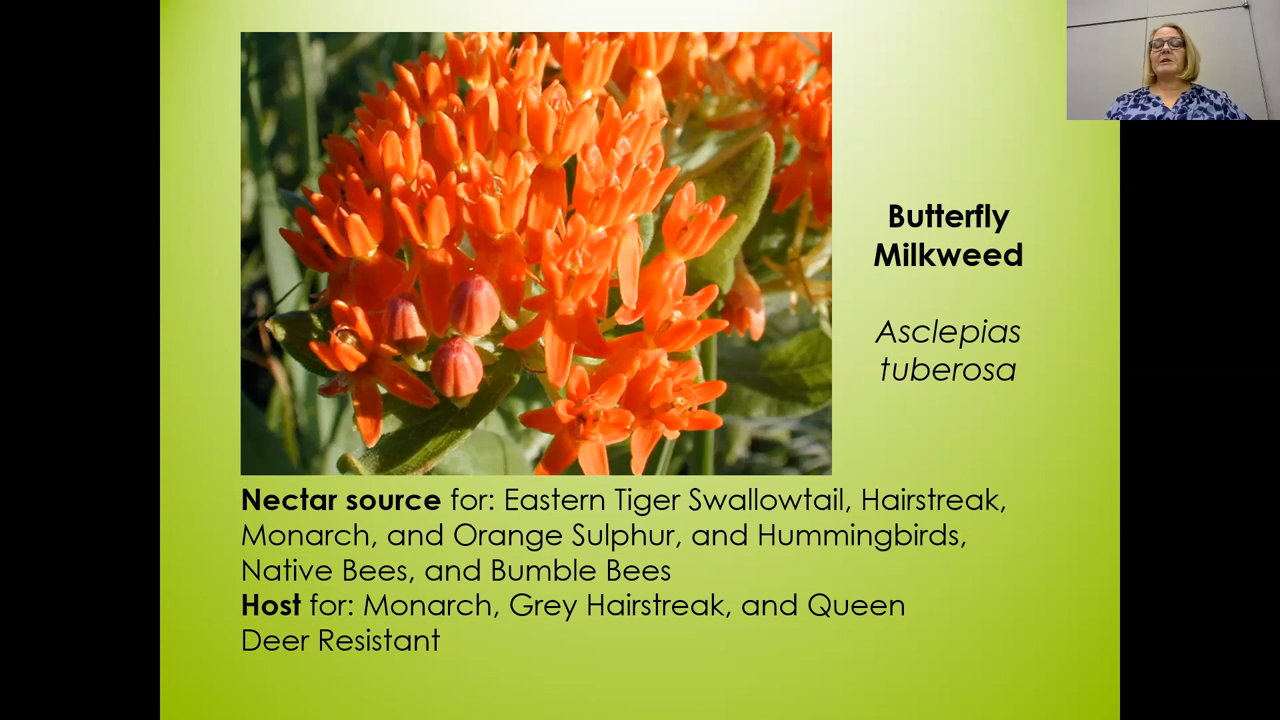 Butterfly
Milkweed
Asclepias
tuberosa
Nectar source for: Eastern Tiger Swallowtail, Hairstreak,
Monarch, and Orange Sulphur, and Hummingbirds,
Native Bees, and Bumble Bees
Host for: Monarch, Grey Hairstreak, and Queen
Deer Resistant